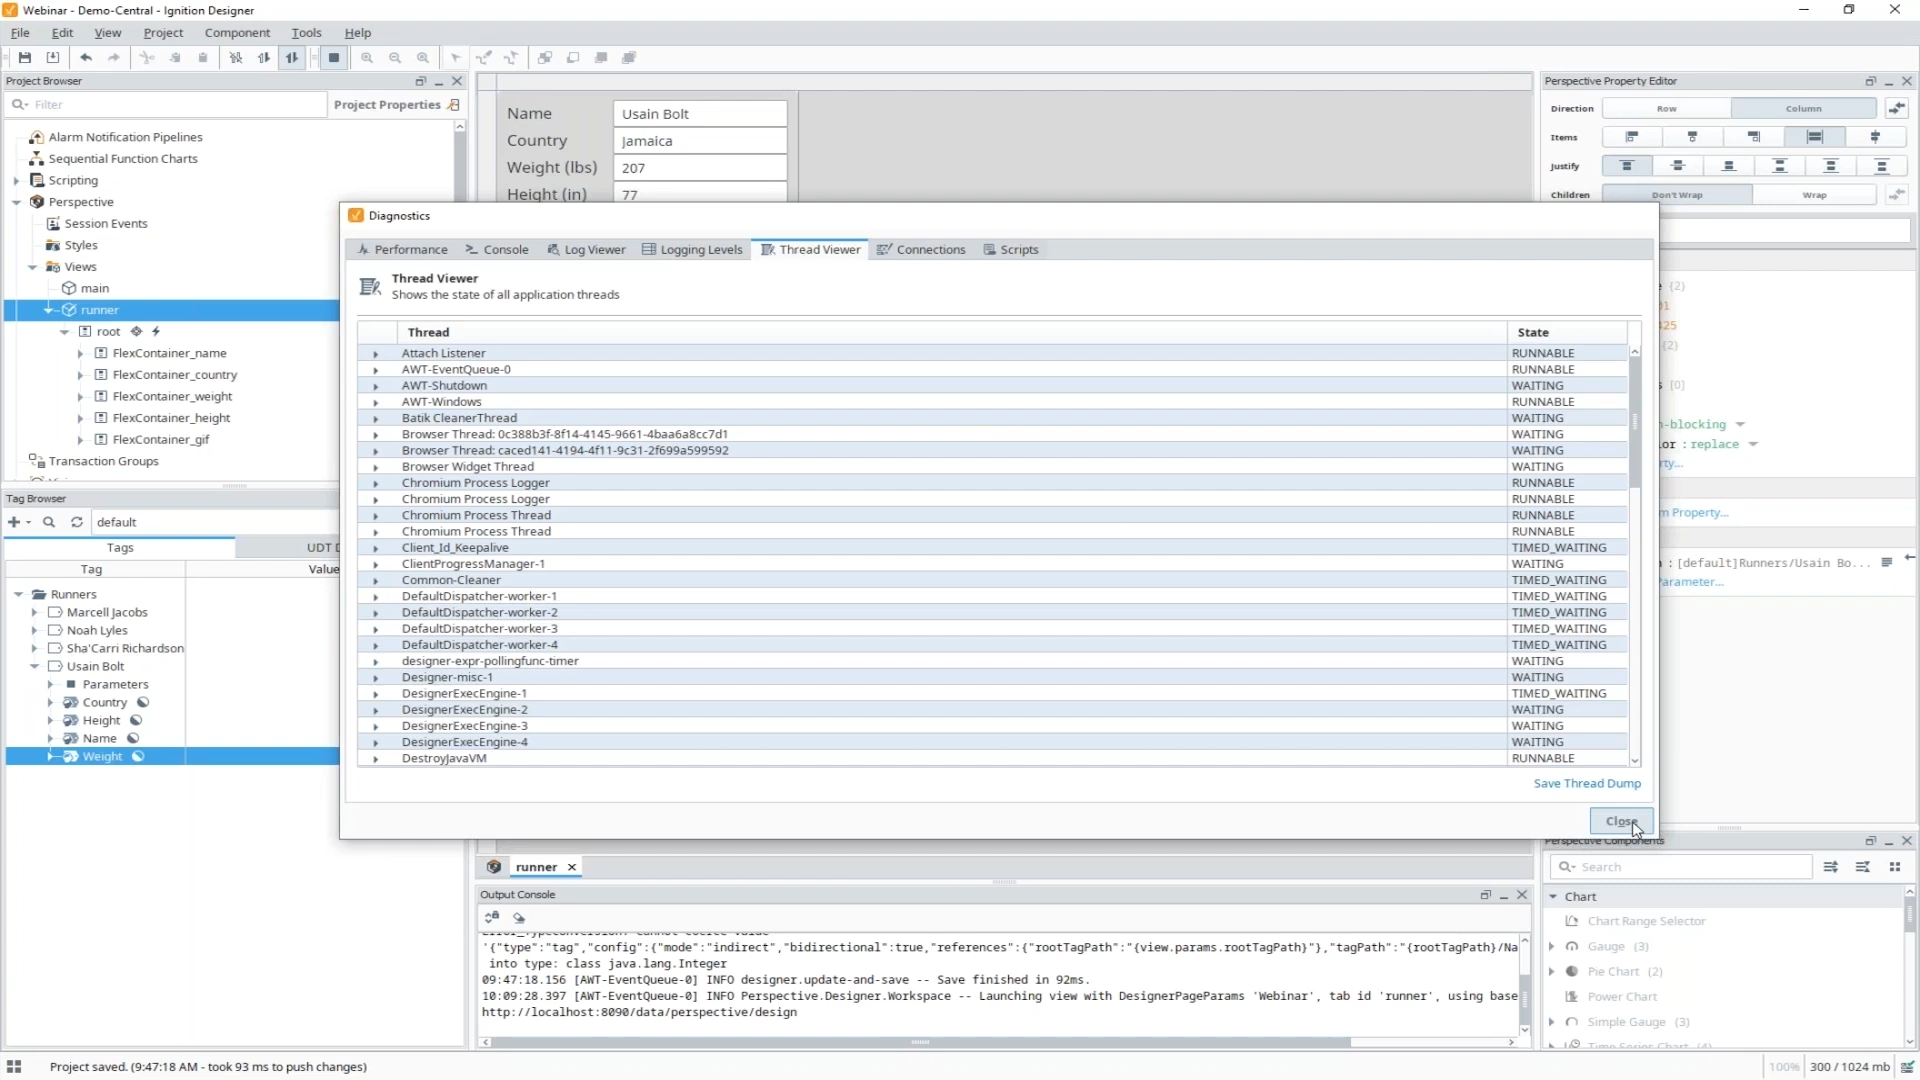 Webinar - Demo-Central - Ignition Designer
File Edit View Project Component Tools Help
Project Browser
Filter
Project Properties
Alarm Notification Pipelines
Sequential Function Charts
Scripting
Perspective
Session Events
Styles
Views
main
runner
root
FlexContainer_name
FlexContainer_country
FlexContainer_weight
FlexContainer_height
FlexContainer_gif
Transaction Groups
Tag Browser
default
Tags UDT D
Tag Value
Runners
Marcell Jacobs
Noah Lyles
Sha'Carri Richardson
Usain Bolt
Parameters
Country
Height
Name
Weight
Name Usain Bolt
Country Jamaica
Weight (lbs) 207
Height (in) 77
Diagnostics
Performance Console Log Viewer Logging Levels Thread Viewer Connections Scripts
Thread Viewer
Shows the state of all application threads
Thread State
Attach Listener RUNNABLE
AWT-EventQueue-0 RUNNABLE
AWT-Shutdown WAITING
AWT-Windows RUNNABLE
Batik CleanerThread WAITING
Browser Thread: 0c388b3f-8f14-4145-9661-4baa6a8cc7d1 WAITING
Browser Thread: caced141-4194-4f11-9c31-2f699a599592 WAITING
Browser Widget Thread WAITING
Chromium Process Logger RUNNABLE
Chromium Process Logger RUNNABLE
Chromium Process Thread RUNNABLE
Chromium Process Thread RUNNABLE
Client_Id_Keepalive TIMED_WAITING
ClientProgressManager-1 WAITING
Common-Cleaner TIMED_WAITING
DefaultDispatcher-worker-1 TIMED_WAITING
DefaultDispatcher-worker-2 TIMED_WAITING
DefaultDispatcher-worker-3 TIMED_WAITING
DefaultDispatcher-worker-4 TIMED_WAITING
designer-expr-pollingfunc-timer WAITING
Designer-misc-1 WAITING
DesignerExecEngine-1 TIMED_WAITING
DesignerExecEngine-2 WAITING
DesignerExecEngine-3 WAITING
DesignerExecEngine-4 WAITING
DestroyJavaVM RUNNABLE
Save Thread Dump
Close
runner
Output Console
'{"type":"tag","config":{"mode":"indirect","bidirectional":true,"references":{"rootTagPath":"{view.params.rootTagPath}"},"tagPath":"{rootTagPath}/Na
into type: class java.lang.Integer
09:47:18.156 [AWT-EventQueue-0] INFO designer.update-and-save -- Save finished in 92ms.
10:09:28.397 [AWT-EventQueue-0] INFO Perspective.Designer.Workspace -- Launching view with DesignerPageParams 'Webinar', tab id 'runner', using base
http://localhost:8090/data/perspective/design
Perspective Property Editor
Direction Row Column
Items
Justify
Children Don't Wrap Wrap
{2}
01
425
{2}
[0]
n-blocking
or : replace
rty...
m Property...
: [default]Runners/Usain Bo...
Parameter...
Perspective Components
Search
Chart
Chart Range Selector
Gauge (3)
Pie Chart (2)
Power Chart
Simple Gauge (3)
Time Series Chart (4)
Project saved. (9:47:18 AM - took 93 ms to push changes)
100% 300 / 1024 mb